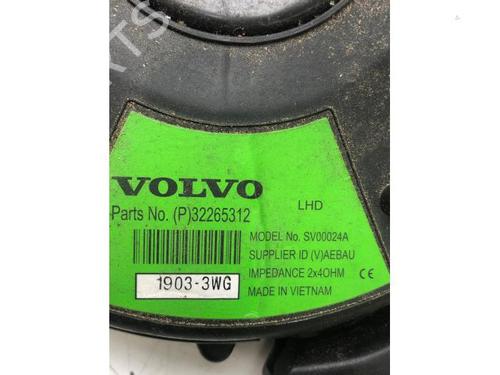 VOLVO
LHD
Parts No. (P)32265312
MODEL No. SV00024A
SUPPLIER ID (V)AEBAU
IMPEDANCE 2x4OHM CE
1903-3WG
MADE IN VIETNAM